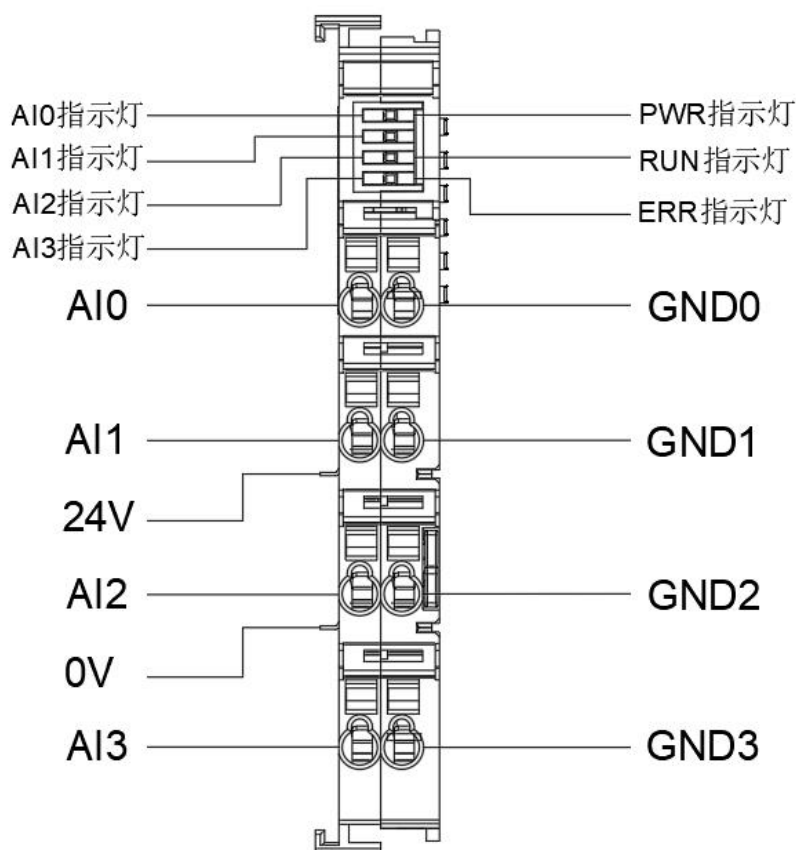 AI0指示灯
PWR指示灯
AI1指示灯
RUN指示灯
AI2指示灯
ERR指示灯
AI3指示灯
AI0
GND0
AI1
GND1
24V
AI2
GND2
0V
AI3
GND3